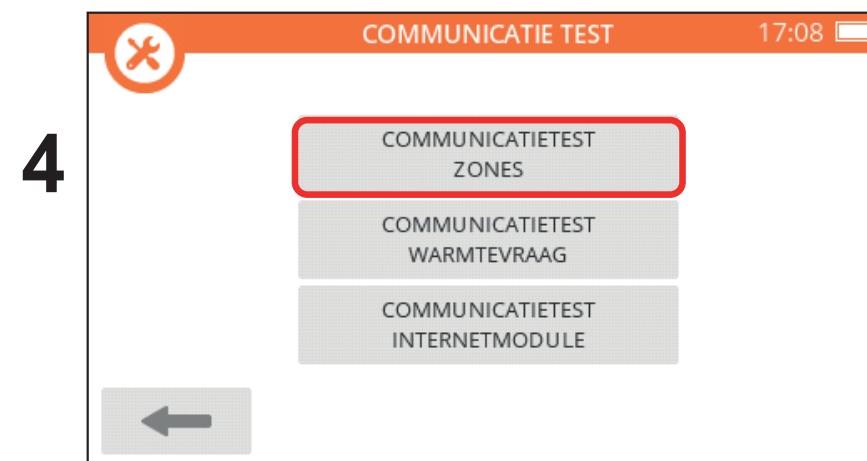 COMMUNICATIE TEST 17:08
4
COMMUNICATIETEST
ZONES
COMMUNICATIETEST
WARMTEVRAAG
COMMUNICATIETEST
INTERNETMODULE